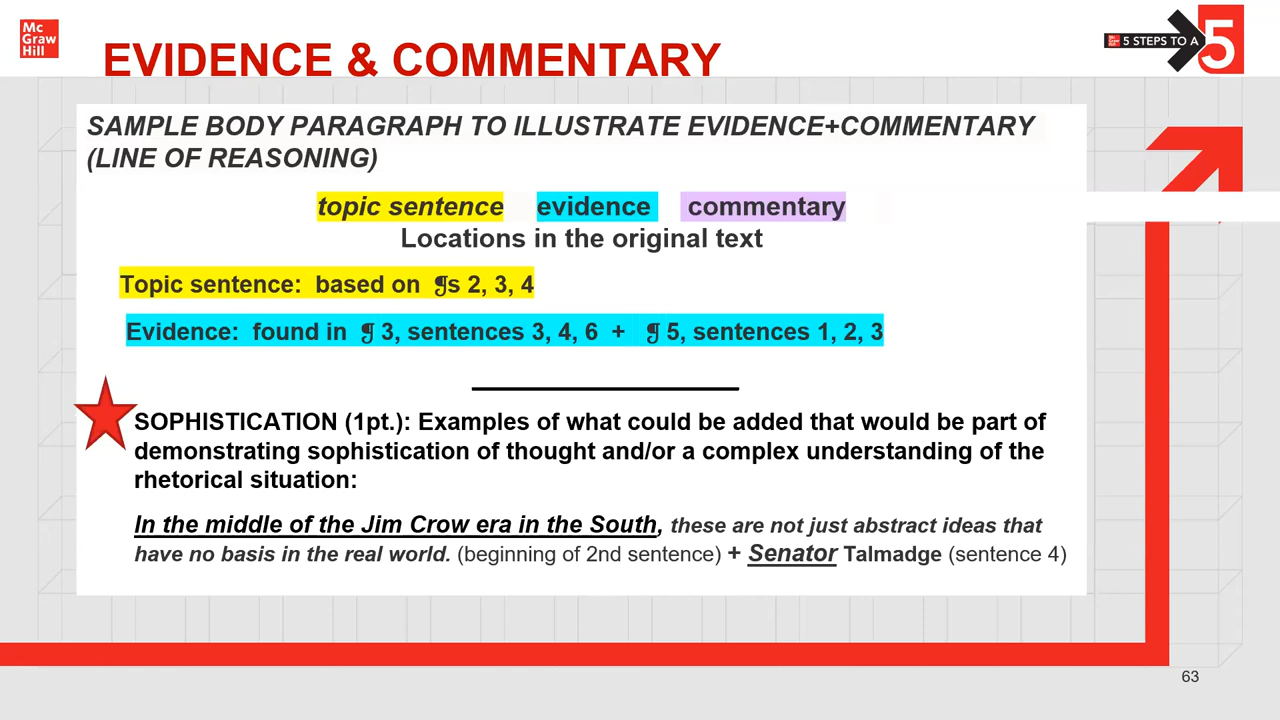 Mc
Graw
Hill
EVIDENCE & COMMENTARY
Mc
Graw
Hill
5 STEPS TO A
5
SAMPLE BODY PARAGRAPH TO ILLUSTRATE EVIDENCE+COMMENTARY
(LINE OF REASONING)
topic sentence evidence commentary
Locations in the original text
Topic sentence: based on ¶s 2, 3, 4
Evidence: found in ¶ 3, sentences 3, 4, 6 + ¶ 5, sentences 1, 2, 3
SOPHISTICATION (1pt.): Examples of what could be added that would be part of
demonstrating sophistication of thought and/or a complex understanding of the
rhetorical situation:
In the middle of the Jim Crow era in the South, these are not just abstract ideas that
have no basis in the real world. (beginning of 2nd sentence) + Senator Talmadge (sentence 4)
63